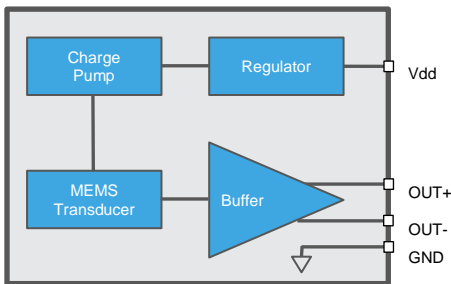 Charge
Pump
Regulator
Vdd
MEMS
Transducer
Buffer
OUT+
OUT-
GND